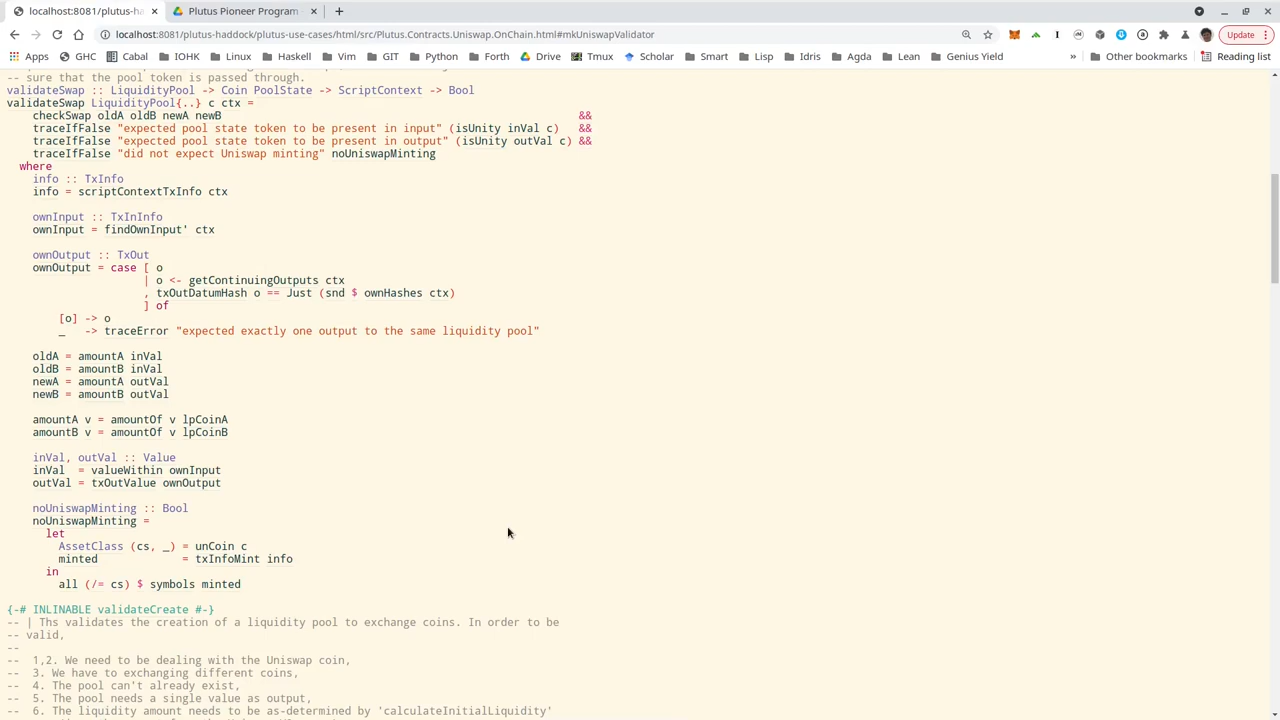 localhost:8081/plutus-h
Plutus Pioneer Program
localhost:8081/plutus-haddock/plutus-use-cases/html/src/Plutus.Contracts.Uniswap.OnChain.html#mkUniswapValidator
Update
Apps GHC Cabal IOHK Linux Haskell Vim GIT Python Forth Drive Tmux Scholar Smart Lisp Idris Agda Lean Genius Yield » Other bookmarks Reading list
-- sure that the pool token is passed through.
validateSwap :: LiquidityPool -> Coin PoolState -> ScriptContext -> Bool
validateSwap LiquidityPool{..} c ctx =
    checkSwap oldA oldB newA newB &&
    traceIfFalse "expected pool state token to be present in input" (isUnity inVal c) &&
    traceIfFalse "expected pool state token to be present in output" (isUnity outVal c) &&
    traceIfFalse "did not expect Uniswap minting" noUniswapMinting
  where
    info :: TxInfo
    info = scriptContextTxInfo ctx
    ownInput :: TxInInfo
    ownInput = findOwnInput' ctx
    ownOutput :: TxOut
    ownOutput = case [ o
                     | o <- getContinuingOutputs ctx
                     , txOutDatumHash o == Just (snd $ ownHashes ctx)
                     ] of
        [o] -> o
        _   -> traceError "expected exactly one output to the same liquidity pool"
    oldA = amountA inVal
    oldB = amountB inVal
    newA = amountA outVal
    newB = amountB outVal
    amountA v = amountOf v lpCoinA
    amountB v = amountOf v lpCoinB
    inVal, outVal :: Value
    inVal  = valueWithin ownInput
    outVal = txOutValue ownOutput
    noUniswapMinting :: Bool
    noUniswapMinting =
      let
        AssetClass (cs, _) = unCoin c
        minted             = txInfoMint info
      in
        all (/= cs) $ symbols minted
{-# INLINABLE validateCreate #-}
-- | Ths validates the creation of a liquidity pool to exchange coins. In order to be
-- valid,
--
--  1,2. We need to be dealing with the Uniswap coin,
--  3. We have to exchanging different coins,
--  4. The pool can't already exist,
--  5. The pool needs a single value as output,
--  6. The liquidity amount needs to be as-determined by 'calculateInitialLiquidity'